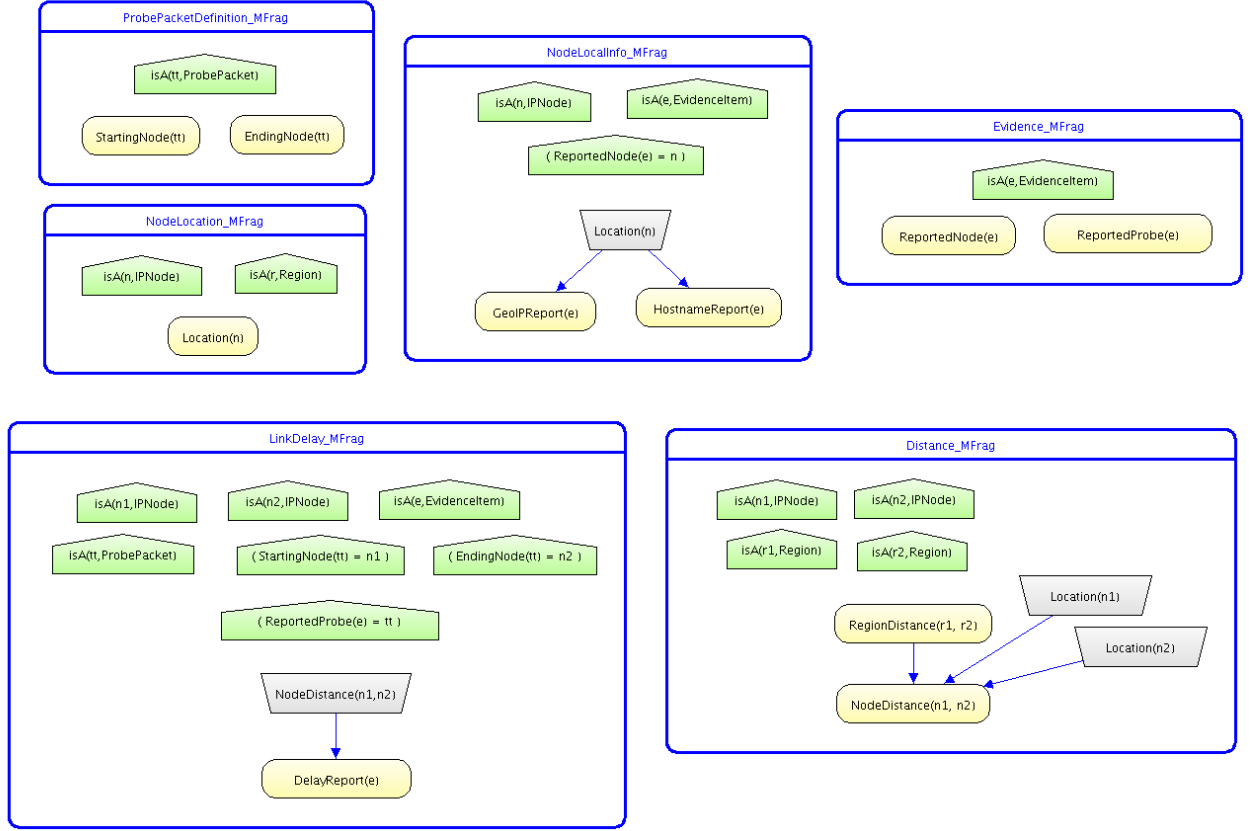 ProbePacketDefinition_MFrag
isA(tt,ProbePacket)
StartingNode(tt)
EndingNode(tt)
NodeLocation_MFrag
isA(n,IPNode)
isA(r,Region)
Location(n)
NodeLocalInfo_MFrag
isA(n,IPNode)
isA(e,EvidenceItem)
( ReportedNode(e) = n )
Location(n)
GeoIPReport(e)
HostnameReport(e)
Evidence_MFrag
isA(e,EvidenceItem)
ReportedNode(e)
ReportedProbe(e)
LinkDelay_MFrag
isA(n1,IPNode)
isA(n2,IPNode)
isA(e,EvidenceItem)
isA(tt,ProbePacket)
( StartingNode(tt) = n1 )
( EndingNode(tt) = n2 )
( ReportedProbe(e) = tt )
NodeDistance(n1,n2)
DelayReport(e)
Distance_MFrag
isA(n1,IPNode)
isA(n2,IPNode)
isA(r1,Region)
isA(r2,Region)
Location(n1)
RegionDistance(r1, r2)
Location(n2)
NodeDistance(n1, n2)